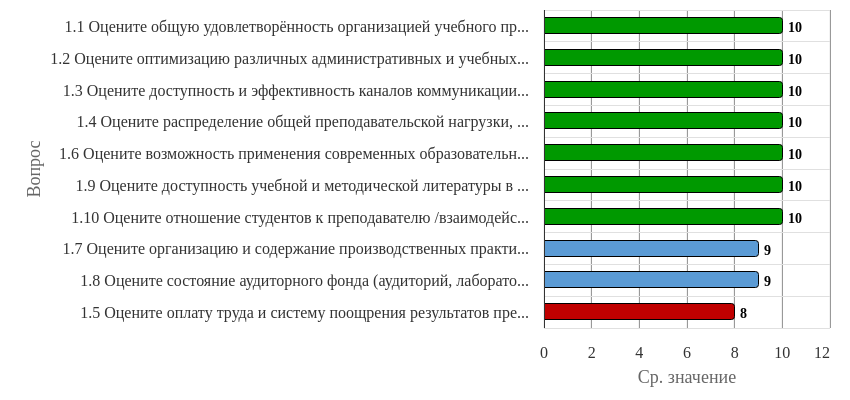 1.1 Оцените общую удовлетворённость организацией учебного пр... 10
1.2 Оцените оптимизацию различных административных и учебных... 10
1.3 Оцените доступность и эффективность каналов коммуникации... 10
1.4 Оцените распределение общей преподавательской нагрузки, ... 10
1.6 Оцените возможность применения современных образовательн... 10
1.9 Оцените доступность учебной и методической литературы в ... 10
1.10 Оцените отношение студентов к преподавателю /взаимодейс... 10
1.7 Оцените организацию и содержание производственных практи... 9
1.8 Оцените состояние аудиторного фонда (аудиторий, лаборато... 9
1.5 Оцените оплату труда и систему поощрения результатов пре... 8
Вопрос
0 2 4 6 8 10 12
Ср. значение